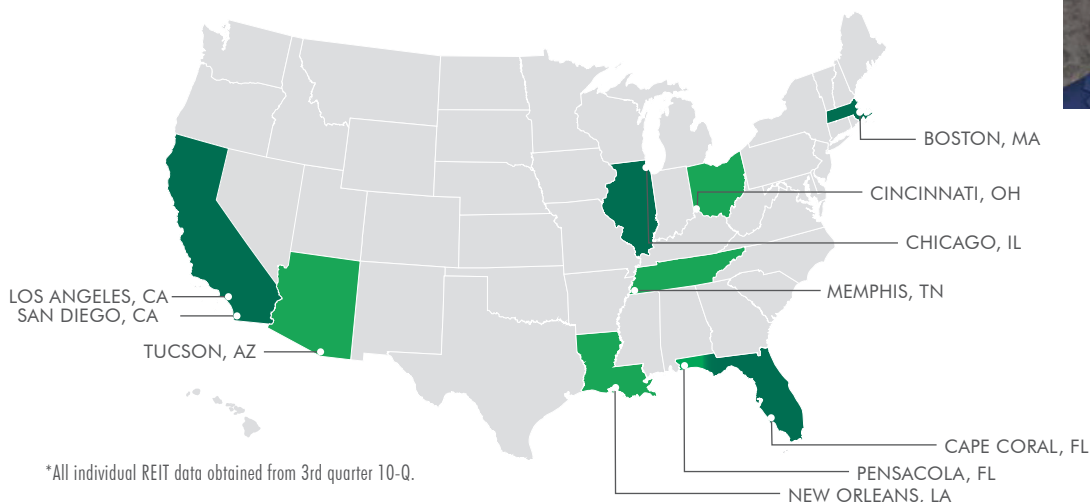 BOSTON, MA
CINCINNATI, OH
CHICAGO, IL
MEMPHIS, TN
LOS ANGELES, CA
SAN DIEGO, CA
TUCSON, AZ
CAPE CORAL, FL
PENSACOLA, FL
NEW ORLEANS, LA
*All individual REIT data obtained from 3rd quarter 10-Q.